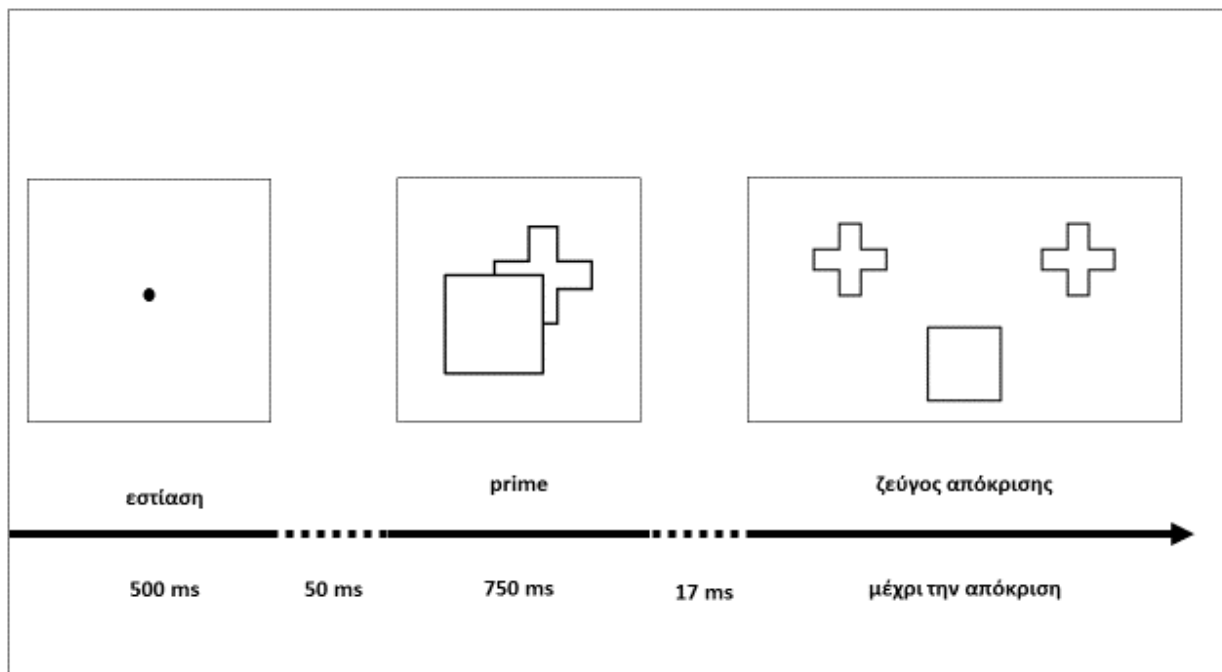 εστίαση
prime
ζεύγος απόκρισης
500 ms
50 ms
750 ms
17 ms
μέχρι την απόκριση